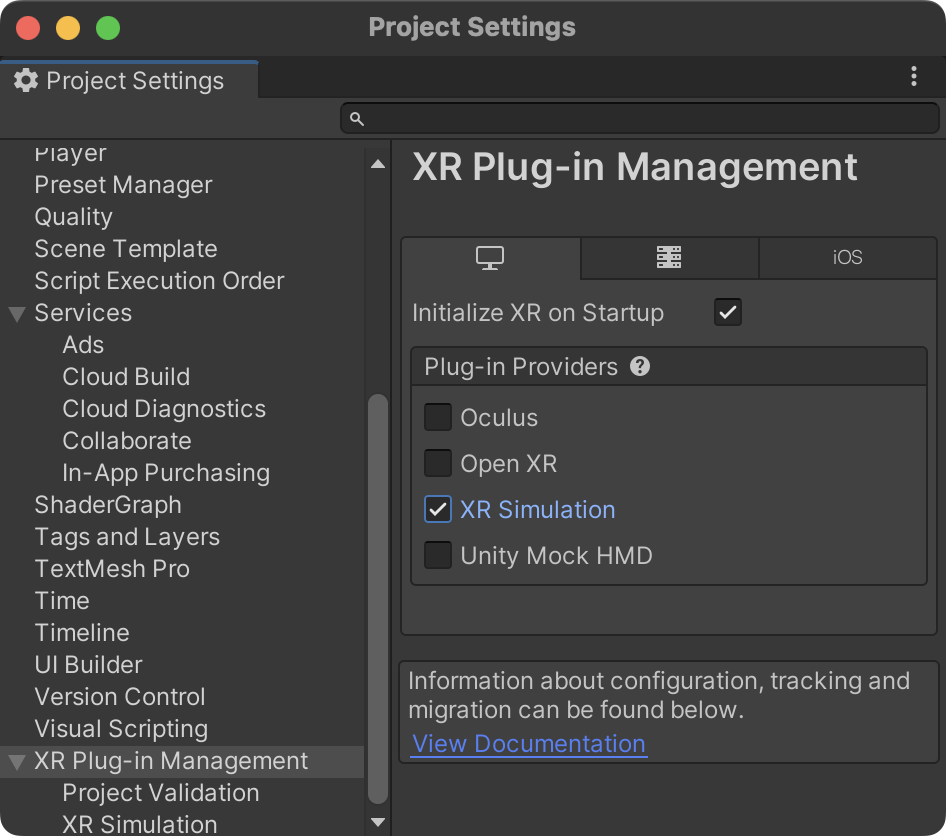 Project Settings
Project Settings
Player
Preset Manager
Quality
Scene Template
Script Execution Order
Services
Ads
Cloud Build
Cloud Diagnostics
Collaborate
In-App Purchasing
ShaderGraph
Tags and Layers
TextMesh Pro
Time
Timeline
UI Builder
Version Control
Visual Scripting
XR Plug-in Management
Project Validation
XR Simulation
XR Plug-in Management
iOS
Initialize XR on Startup
Plug-in Providers ?
Oculus
Open XR
XR Simulation
Unity Mock HMD
Information about configuration, tracking and
migration can be found below.
View Documentation